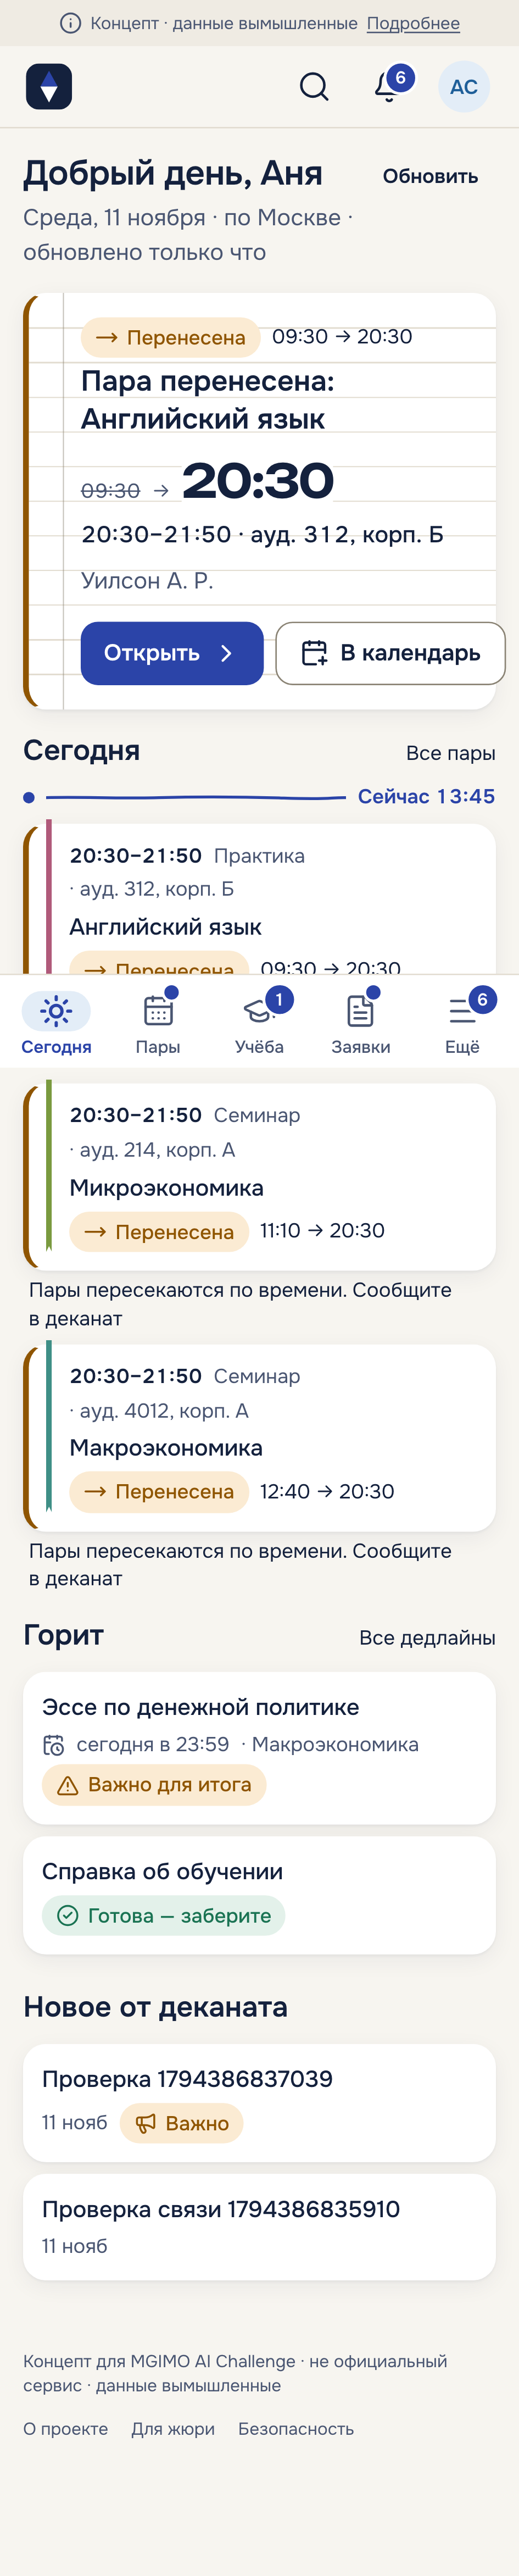 Концепт · данные вымышленные Подробнее
6
АС
Добрый день, Аня
Обновить
Среда, 11 ноября · по Москве ·
обновлено только что
→ Перенесена 09:30 → 20:30
Пара перенесена:
Английский язык
09:30 → 20:30
20:30–21:50 · ауд. 312, корп. Б
Уилсон А. Р.
Открыть
В календарь
Сегодня
Все пары
Сейчас 13:45
20:30–21:50 Практика
· ауд. 312, корп. Б
Английский язык
→ Перенесена 09:30 → 20:30
1
6
Сегодня Пары Учёба Заявки Ещё
20:30–21:50 Семинар
· ауд. 214, корп. А
Микроэкономика
→ Перенесена 11:10 → 20:30
Пары пересекаются по времени. Сообщите
в деканат
20:30–21:50 Семинар
· ауд. 4012, корп. А
Макроэкономика
→ Перенесена 12:40 → 20:30
Пары пересекаются по времени. Сообщите
в деканат
Горит
Все дедлайны
Эссе по денежной политике
сегодня в 23:59 · Макроэкономика
Важно для итога
Справка об обучении
Готова — заберите
Новое от деканата
Проверка 1794386837039
11 нояб Важно
Проверка связи 1794386835910
11 нояб
Концепт для MGIMO AI Challenge · не официальный
сервис · данные вымышленные
О проекте Для жюри Безопасность